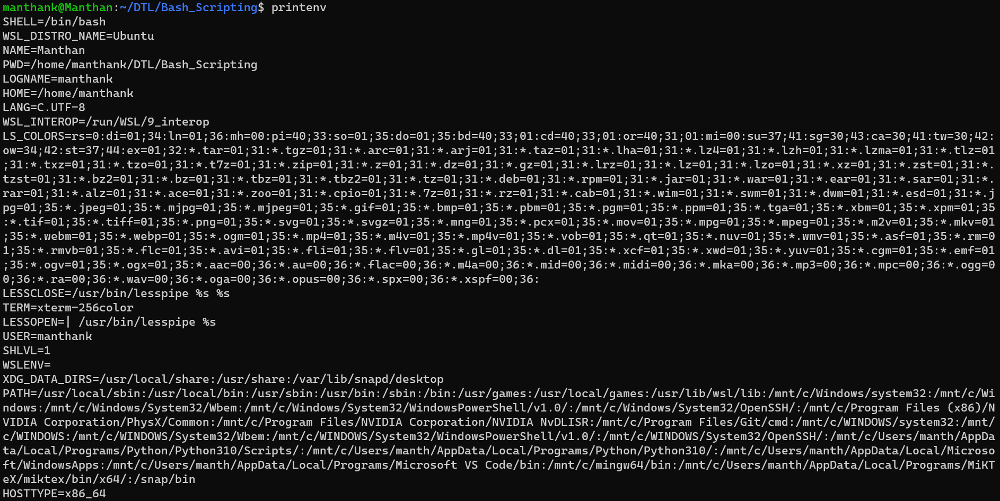 manthank@Manthan:~/DTL/Bash_Scripting$ printenv
SHELL=/bin/bash
WSL_DISTRO_NAME=Ubuntu
NAME=Manthan
PWD=/home/manthank/DTL/Bash_Scripting
LOGNAME=manthank
HOME=/home/manthank
LANG=C.UTF-8
WSL_INTEROP=/run/WSL/9_interop
LS_COLORS=rs=0:di=01;34:ln=01;36:mh=00:pi=40;33:so=01;35:do=01;35:bd=40;33;01:cd=40;33;01:or=40;31;01:mi=00:su=37;41:sg=30;43:ca=30;41:tw=30;42:
ow=34;42:st=37;44:ex=01;32:*.tar=01;31:*.tgz=01;31:*.arc=01;31:*.arj=01;31:*.taz=01;31:*.lha=01;31:*.lz4=01;31:*.lzh=01;31:*.lzma=01;31:*.tlz=01
;31:*.txz=01;31:*.tzo=01;31:*.t7z=01;31:*.zip=01;31:*.z=01;31:*.dz=01;31:*.gz=01;31:*.lrz=01;31:*.lz=01;31:*.lzo=01;31:*.xz=01;31:*.zst=01;31:*.
tzst=01;31:*.bz2=01;31:*.bz=01;31:*.tbz=01;31:*.tbz2=01;31:*.tz=01;31:*.deb=01;31:*.rpm=01;31:*.jar=01;31:*.war=01;31:*.ear=01;31:*.sar=01;31:*.
rar=01;31:*.alz=01;31:*.ace=01;31:*.zoo=01;31:*.cpio=01;31:*.7z=01;31:*.rz=01;31:*.cab=01;31:*.wim=01;31:*.swm=01;31:*.dwm=01;31:*.esd=01;31:*.j
pg=01;35:*.jpeg=01;35:*.mjpg=01;35:*.mjpeg=01;35:*.gif=01;35:*.bmp=01;35:*.pbm=01;35:*.pgm=01;35:*.ppm=01;35:*.tga=01;35:*.xbm=01;35:*.xpm=01;35
:*.tif=01;35:*.tiff=01;35:*.png=01;35:*.svg=01;35:*.svgz=01;35:*.mng=01;35:*.pcx=01;35:*.mov=01;35:*.mpg=01;35:*.mpeg=01;35:*.m2v=01;35:*.mkv=01
;35:*.webm=01;35:*.webp=01;35:*.ogm=01;35:*.mp4=01;35:*.m4v=01;35:*.mp4v=01;35:*.vob=01;35:*.qt=01;35:*.nuv=01;35:*.wmv=01;35:*.asf=01;35:*.rm=0
1;35:*.rmvb=01;35:*.flc=01;35:*.avi=01;35:*.fli=01;35:*.flv=01;35:*.gl=01;35:*.dl=01;35:*.xcf=01;35:*.xwd=01;35:*.yuv=01;35:*.cgm=01;35:*.emf=01
;35:*.ogv=01;35:*.ogx=01;35:*.aac=00;36:*.au=00;36:*.flac=00;36:*.m4a=00;36:*.mid=00;36:*.midi=00;36:*.mka=00;36:*.mp3=00;36:*.mpc=00;36:*.ogg=0
0;36:*.ra=00;36:*.wav=00;36:*.oga=00;36:*.opus=00;36:*.spx=00;36:*.xspf=00;36:
LESSCLOSE=/usr/bin/lesspipe %s %s
TERM=xterm-256color
LESSOPEN=| /usr/bin/lesspipe %s
USER=manthank
SHLVL=1
WSLENV=
XDG_DATA_DIRS=/usr/local/share:/usr/share:/var/lib/snapd/desktop
PATH=/usr/local/sbin:/usr/local/bin:/usr/sbin:/usr/bin:/sbin:/bin:/usr/games:/usr/local/games:/usr/lib/wsl/lib:/mnt/c/Windows/system32:/mnt/c/Wi
ndows:/mnt/c/Windows/System32/Wbem:/mnt/c/Windows/System32/WindowsPowerShell/v1.0/:/mnt/c/Windows/System32/OpenSSH/:/mnt/c/Program Files (x86)/N
VIDIA Corporation/PhysX/Common:/mnt/c/Program Files/NVIDIA Corporation/NVIDIA NvDLISR:/mnt/c/Program Files/Git/cmd:/mnt/c/WINDOWS/system32:/mnt/
c/WINDOWS:/mnt/c/WINDOWS/System32/Wbem:/mnt/c/WINDOWS/System32/WindowsPowerShell/v1.0/:/mnt/c/WINDOWS/System32/OpenSSH/:/mnt/c/Users/manth/AppDa
ta/Local/Programs/Python/Python310/Scripts/:/mnt/c/Users/manth/AppData/Local/Programs/Python/Python310/:/mnt/c/Users/manth/AppData/Local/Microso
ft/WindowsApps:/mnt/c/Users/manth/AppData/Local/Programs/Microsoft VS Code/bin:/mnt/c/mingw64/bin:/mnt/c/Users/manth/AppData/Local/Programs/MiKT
eX/miktex/bin/x64/:/snap/bin
HOSTTYPE=x86_64